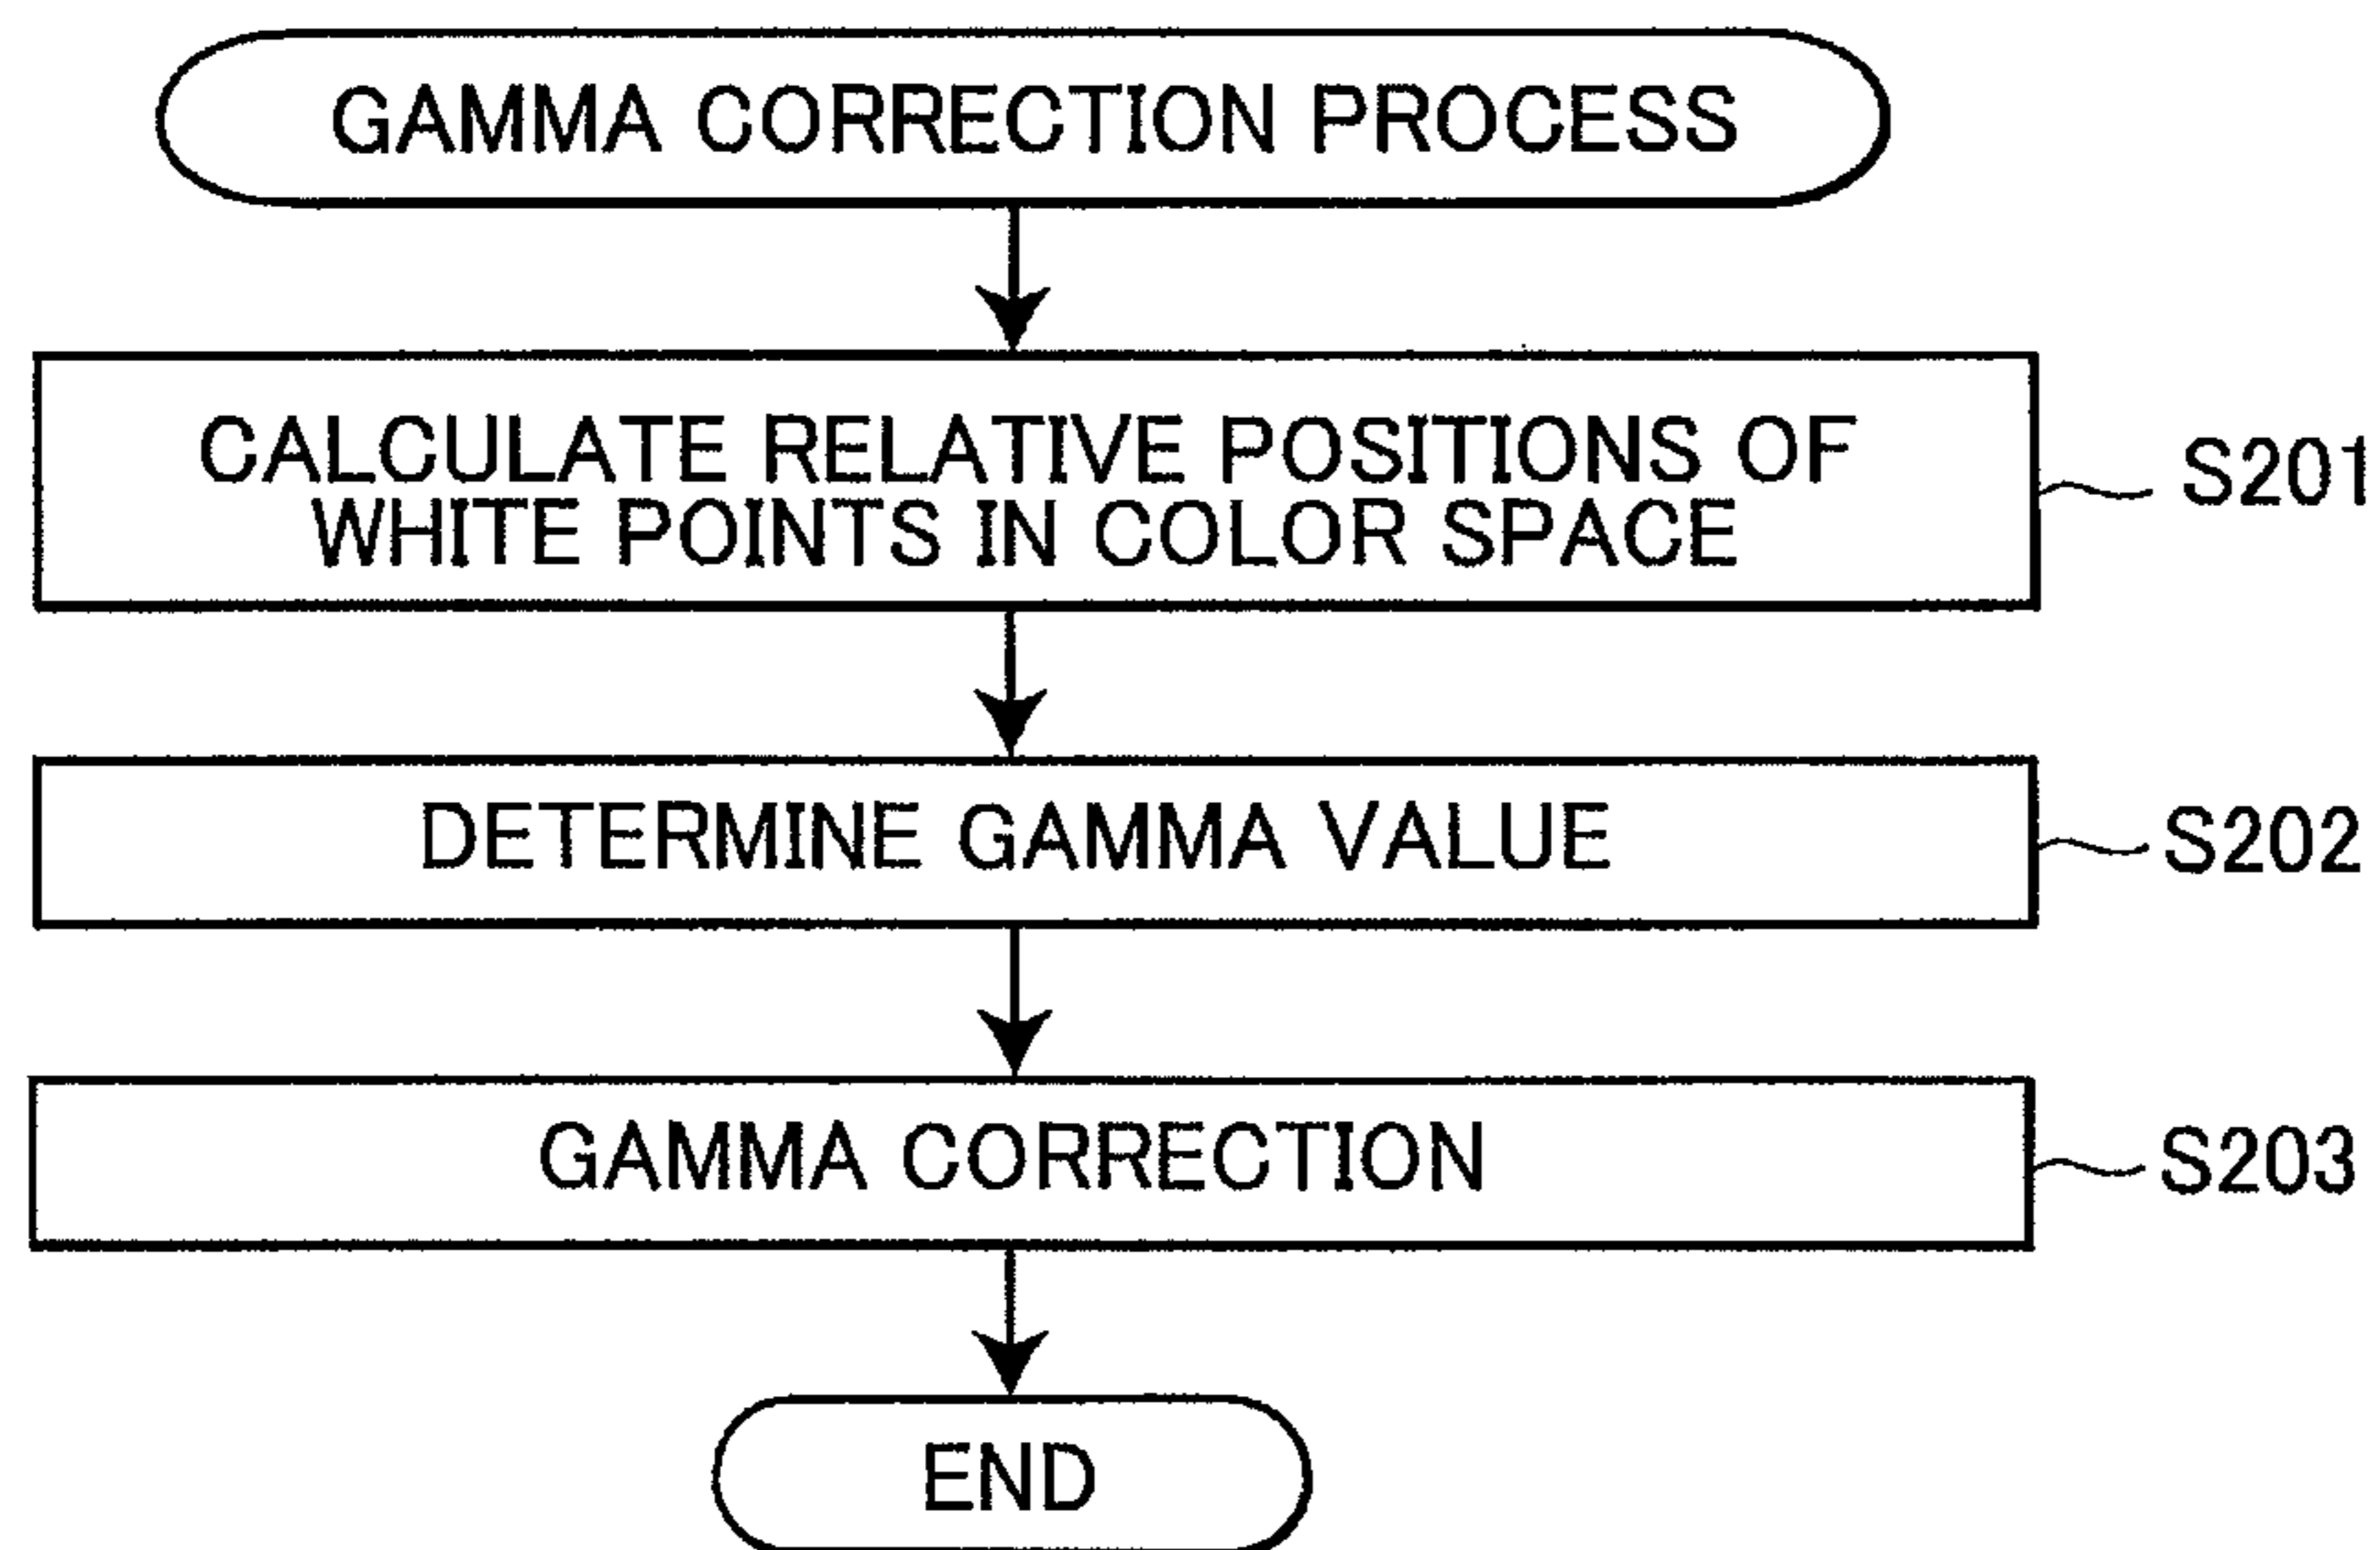 GAMMA CORRECTION PROCESS
CALCULATE RELATIVE POSITIONS OF
WHITE POINTS IN COLOR SPACE
S201
DETERMINE GAMMA VALUE
S202
GAMMA CORRECTION
S203
END